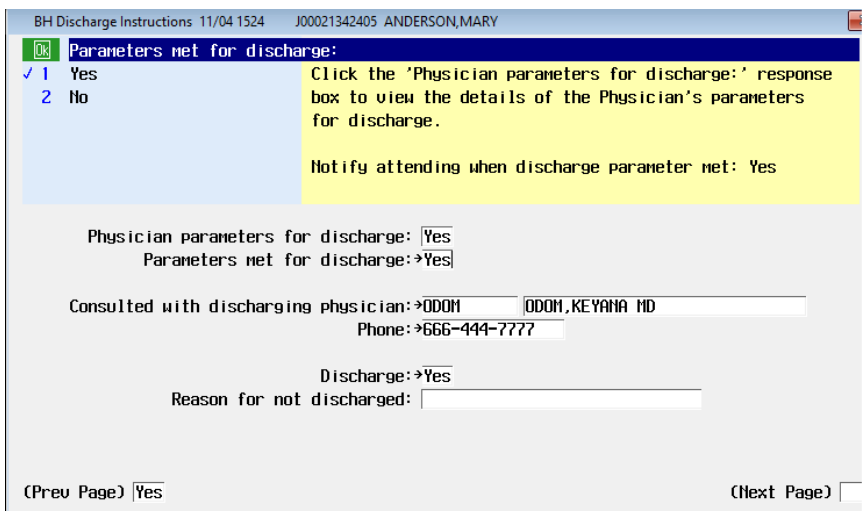 BH Discharge Instructions 11/04 1524 J00021342405 ANDERSON,MARY
Ok Parameters met for discharge:
✓ 1 Yes Click the 'Physician parameters for discharge:' response
2 No box to view the details of the Physician's parameters
for discharge.
Notify attending when discharge parameter met: Yes
Physician parameters for discharge: Yes
Parameters met for discharge:→Yes
Consulted with discharging physician:→ODOM ODOM,KEYANA MD
Phone:→666-444-7777
Discharge:→Yes
Reason for not discharged:
(Prev Page) Yes (Next Page)